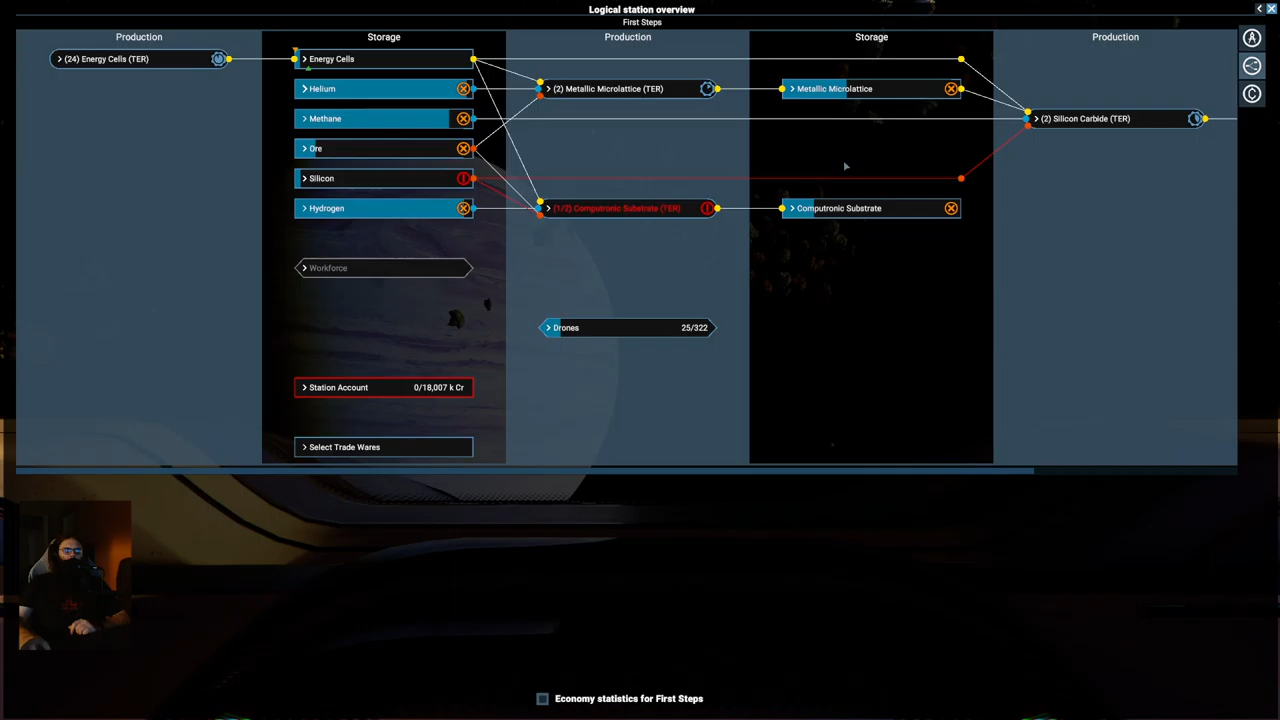 Logical station overview
First Steps
Production
Storage
Production
Storage
Production
(24) Energy Cells (TER)
Energy Cells
Helium
(2) Metallic Microlattice (TER)
Metallic Microlattice
Methane
(2) Silicon Carbide (TER)
Ore
Silicon
Hydrogen
(1/2) Computronic Substrate (TER)
Computronic Substrate
Workforce
Drones 25/322
Station Account 0/18,007 k Cr
Select Trade Wares
Economy statistics for First Steps